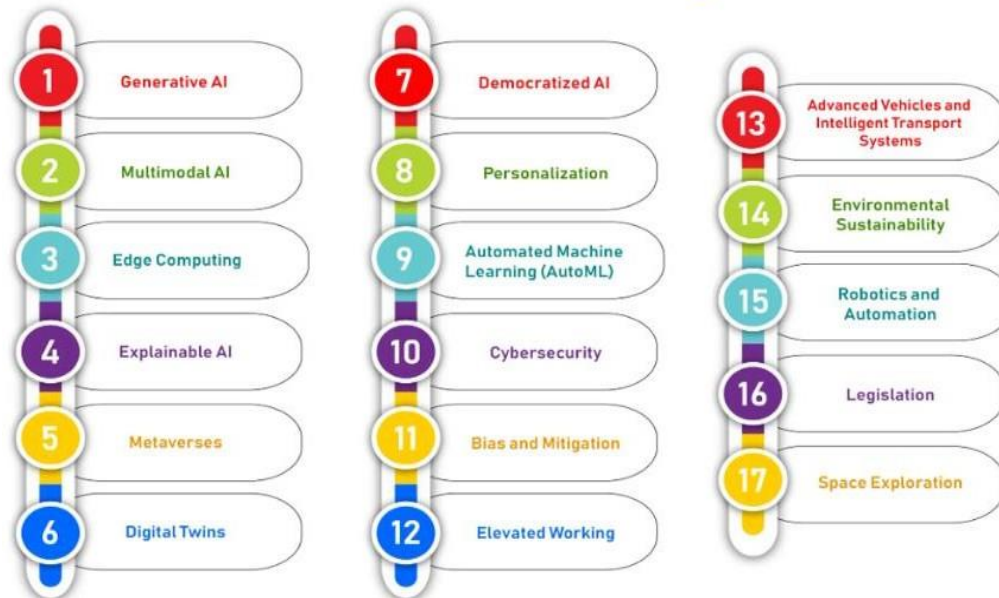 1
Generative AI
2
Multimodal AI
3
Edge Computing
4
Explainable AI
5
Metaverses
6
Digital Twins
7
Democratized AI
8
Personalization
9
Automated Machine
Learning (AutoML)
10
Cybersecurity
11
Bias and Mitigation
12
Elevated Working
13
Advanced Vehicles and
Intelligent Transport
Systems
14
Environmental
Sustainability
15
Robotics and
Automation
16
Legislation
17
Space Exploration